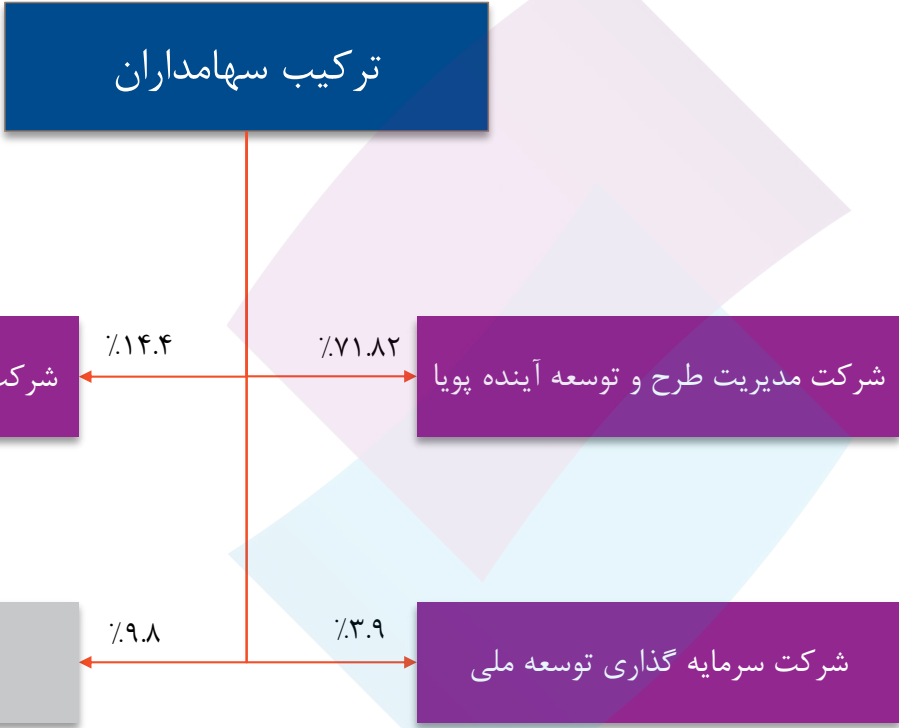 ترکیب سهامداران
٪۷۱.۸۲
٪۱۴.۴
شرکت مدیریت طرح و توسعه آینده پویا
شرکت
٪۳.۹
٪۹.۸
شرکت سرمایه گذاری توسعه ملی